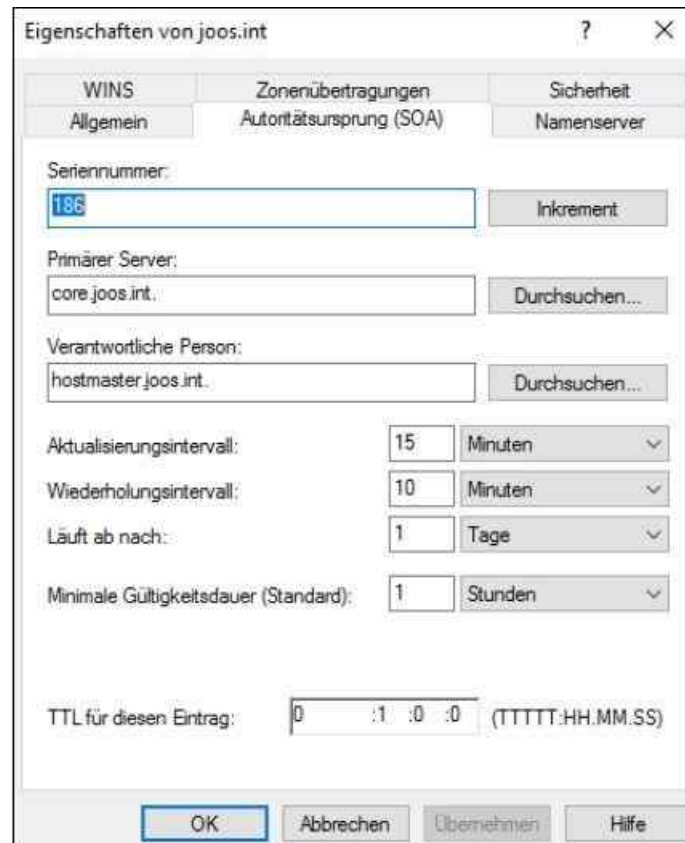 Eigenschaften von joos.int ? ×
WINS Zonenübertragungen Sicherheit
Allgemein Autoritätsursprung (SOA) Namenserver
Seriennummer:
186 Inkrement
Primärer Server:
core.joos.int. Durchsuchen...
Verantwortliche Person:
hostmaster.joos.int. Durchsuchen...
Aktualisierungsintervall: 15 Minuten
Wiederholungsintervall: 10 Minuten
Läuft ab nach: 1 Tage
Minimale Gültigkeitsdauer (Standard): 1 Stunden
TTL für diesen Eintrag: 0 :1 :0 :0 (TTTTT:HH.MM.SS)
OK Abbrechen Übernehmen Hilfe